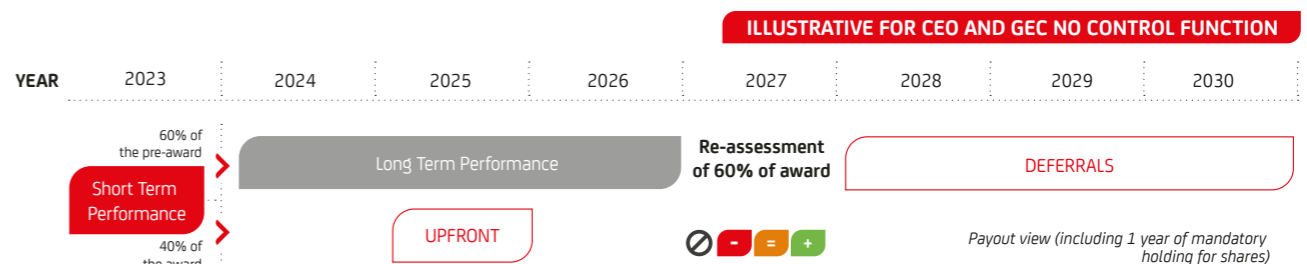 ILLUSTRATIVE FOR CEO AND GEC NO CONTROL FUNCTION
YEAR 2023 2024 2025 2026 2027 2028 2029 2030
60% of
the pre-award
Short Term
Performance
40% of
the award
Long Term Performance
Re-assessment
of 60% of award
DEFERRALS
UPFRONT
- = +
Payout view (including 1 year of mandatory
holding for shares)